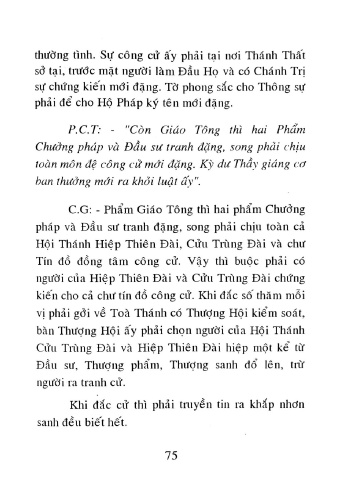 thường tình. Sự công cử ấy phải tại nơi Thánh Thất
sở tại, trước mặt người làm Đầu Họ và có Chánh Trị
sự chứng kiến mới đặng. Tờ phong sắc cho Thông sự
phải để cho Hộ Pháp ký tên mới đặng.
P.C.T: - "Còn Giáo Tông thì hai Phẩm
Chưởng pháp và Đầu sư tranh đặng, song phải chịu
toàn môn đệ công cử mới đặng. Kỳ dư Thầy giáng cơ
ban thưởng mới ra khỏi luật ấy".
C.G: - Phẩm Giáo Tông thì hai phẩm Chưởng
pháp và Đầu sư tranh đặng, song phải chịu toàn cả
Hội Thánh Hiệp Thiên Đài, Cửu Trùng Đài và chư
Tín đồ đồng tâm công cử. Vậy thì buộc phải có
người của Hiệp Thiên Đài và Cửu Trùng Đài chứng
kiến cho cả chư tín đồ công cử. Khi đắc số thăm mỗi
vị phải gởi về Toà Thánh có Thượng Hội kiểm soát,
bàn Thượng Hội ấy phải chọn người của Hội Thánh
Cửu Trùng Đài và Hiệp Thiên Đài hiệp một kể từ
Đầu sư, Thượng phẩm, Thượng sanh đổ lên, trừ
người ra tranh cử.
Khi đắc cử thì phải truyền tin ra khắp nhơn
sanh đều biết hết.
75